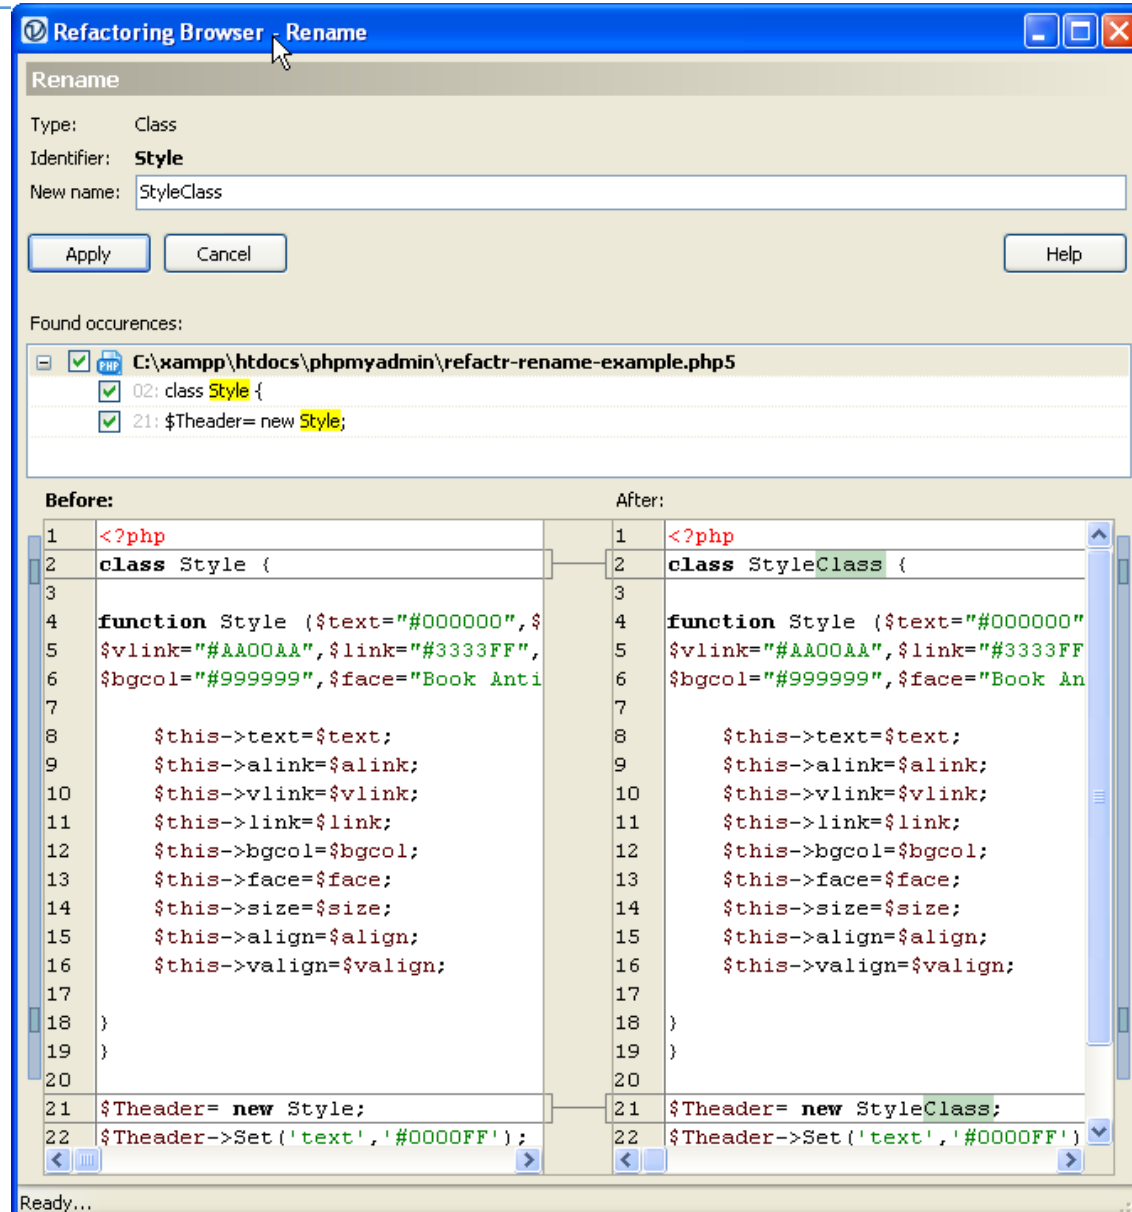 Refactoring Browser - Rename
Rename
Type: Class
Identifier: Style
New name: StyleClass
Apply Cancel Help
Found occurences:
C:\xampp\htdocs\phpmyadmin\refactr-rename-example.php5
02: class Style {
21: $Theader= new Style;
Before:
1 <?php
2 class Style {
3
4 function Style ($text="#000000",$
5 $vlink="#AA00AA",$link="#3333FF",
6 $bgcol="#999999",$face="Book Anti
7
8 $this->text=$text;
9 $this->alink=$alink;
10 $this->vlink=$vlink;
11 $this->link=$link;
12 $this->bgcol=$bgcol;
13 $this->face=$face;
14 $this->size=$size;
15 $this->align=$align;
16 $this->valign=$valign;
17
18 }
19 }
20
21 $Theader= new Style;
22 $Theader->Set('text','#0000FF');
After:
1 <?php
2 class StyleClass {
3
4 function Style ($text="#000000"
5 $vlink="#AA00AA",$link="#3333FF
6 $bgcol="#999999",$face="Book An
7
8 $this->text=$text;
9 $this->alink=$alink;
10 $this->vlink=$vlink;
11 $this->link=$link;
12 $this->bgcol=$bgcol;
13 $this->face=$face;
14 $this->size=$size;
15 $this->align=$align;
16 $this->valign=$valign;
17
18 }
19 }
20
21 $Theader= new StyleClass;
22 $Theader->Set('text','#0000FF')
Ready...